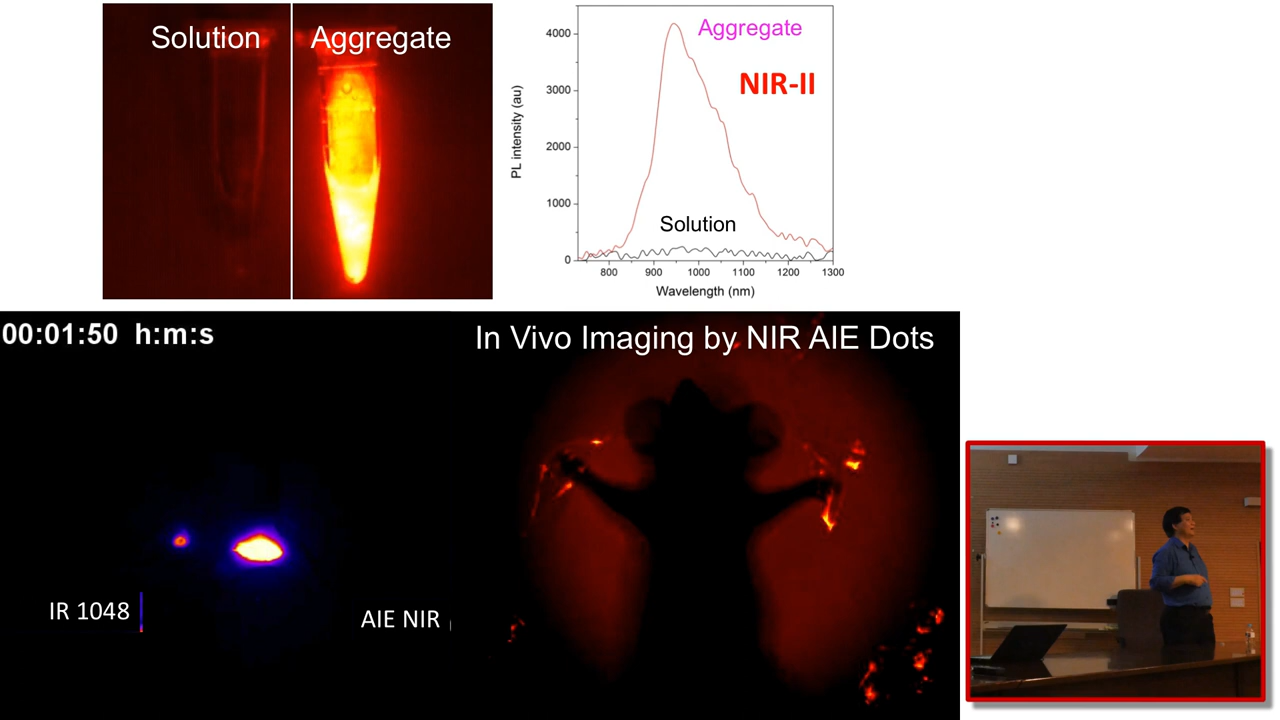 Solution
Aggregate
Aggregate
NIR-II
Solution
PL intensity (au)
4000
3000
2000
1000
0
800 900 1000 1100 1200 1300
Wavelength (nm)
00:01:50 h:m:s
In Vivo Imaging by NIR AIE Dots
IR 1048
AIE NIR